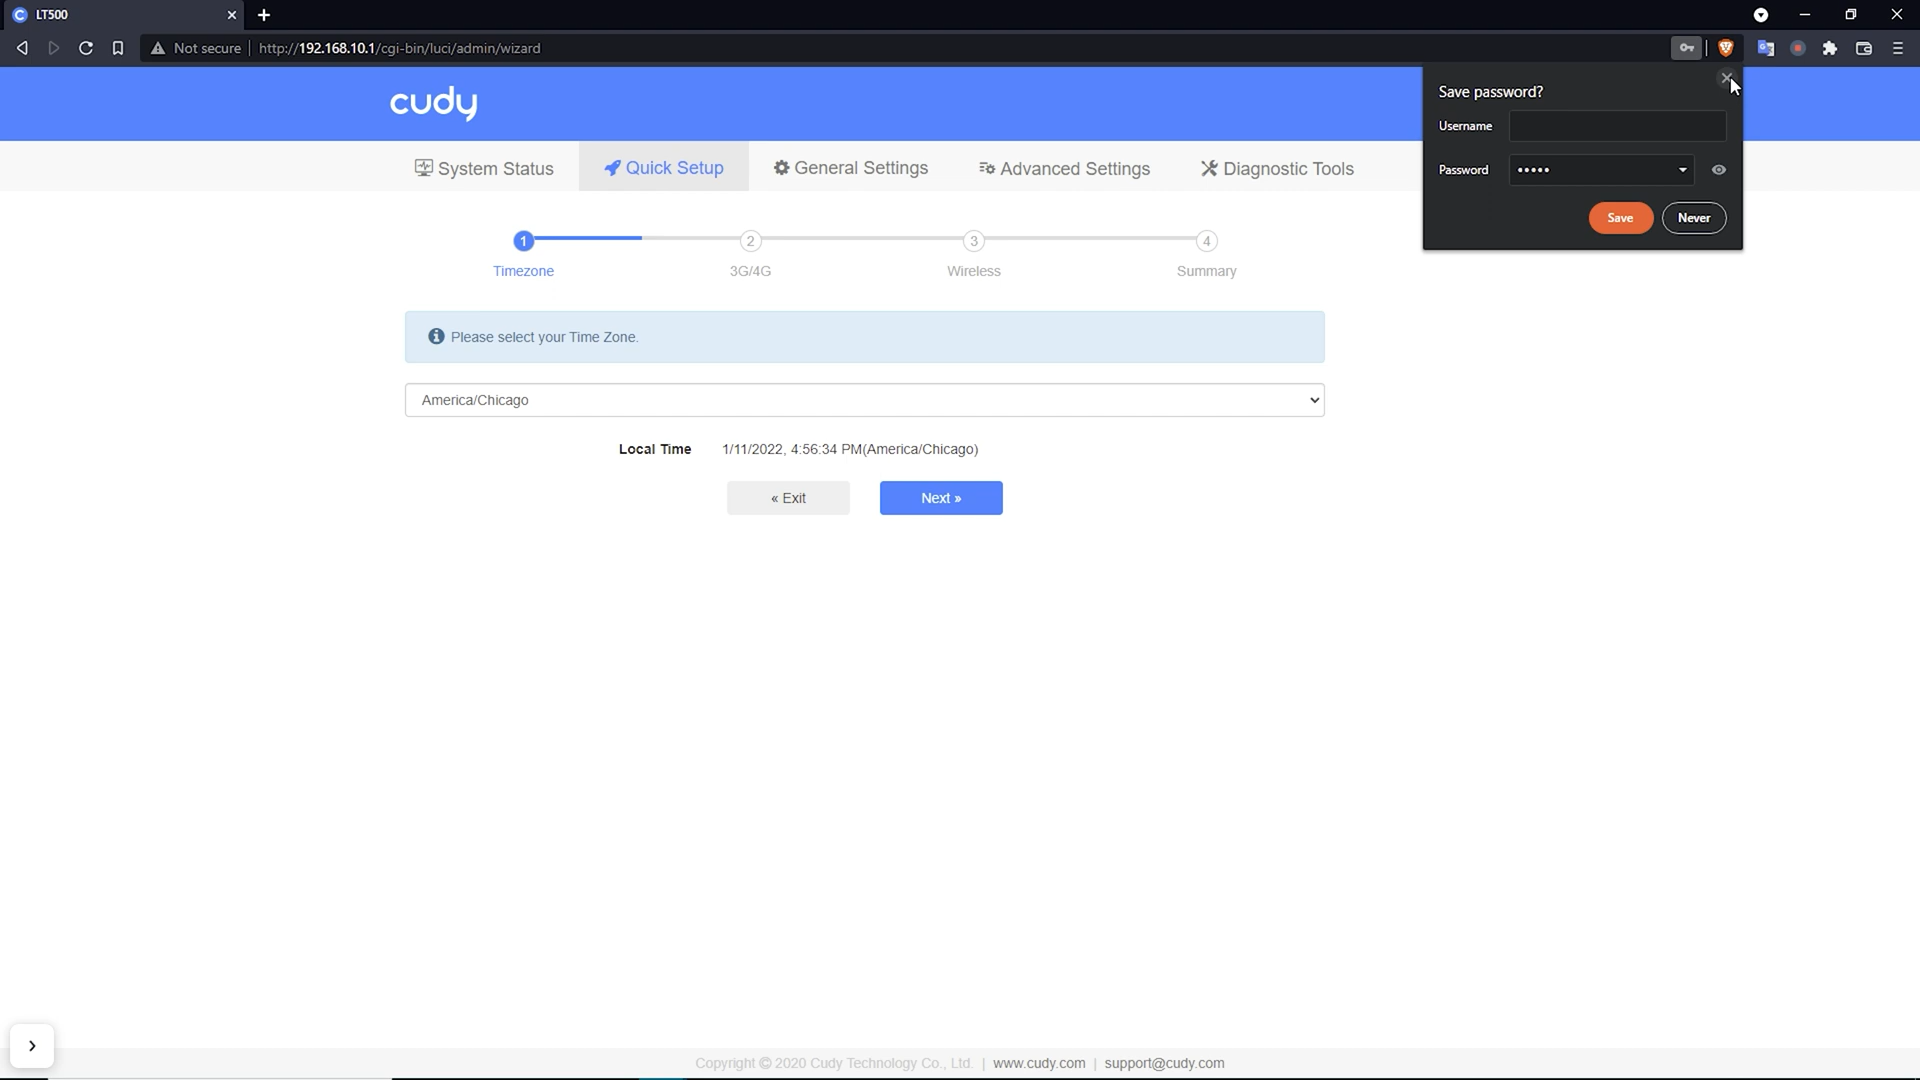 LT500
Not secure http://192.168.10.1/cgi-bin/luci/admin/wizard
cudy
Save password?
Username
Password •••••
Save Never
System Status Quick Setup General Settings Advanced Settings Diagnostic Tools
1 2 3 4
Timezone 3G/4G Wireless Summary
Please select your Time Zone.
America/Chicago
Local Time 1/11/2022, 4:56:34 PM(America/Chicago)
« Exit Next »
Copyright © 2020 Cudy Technology Co., Ltd. | www.cudy.com | support@cudy.com